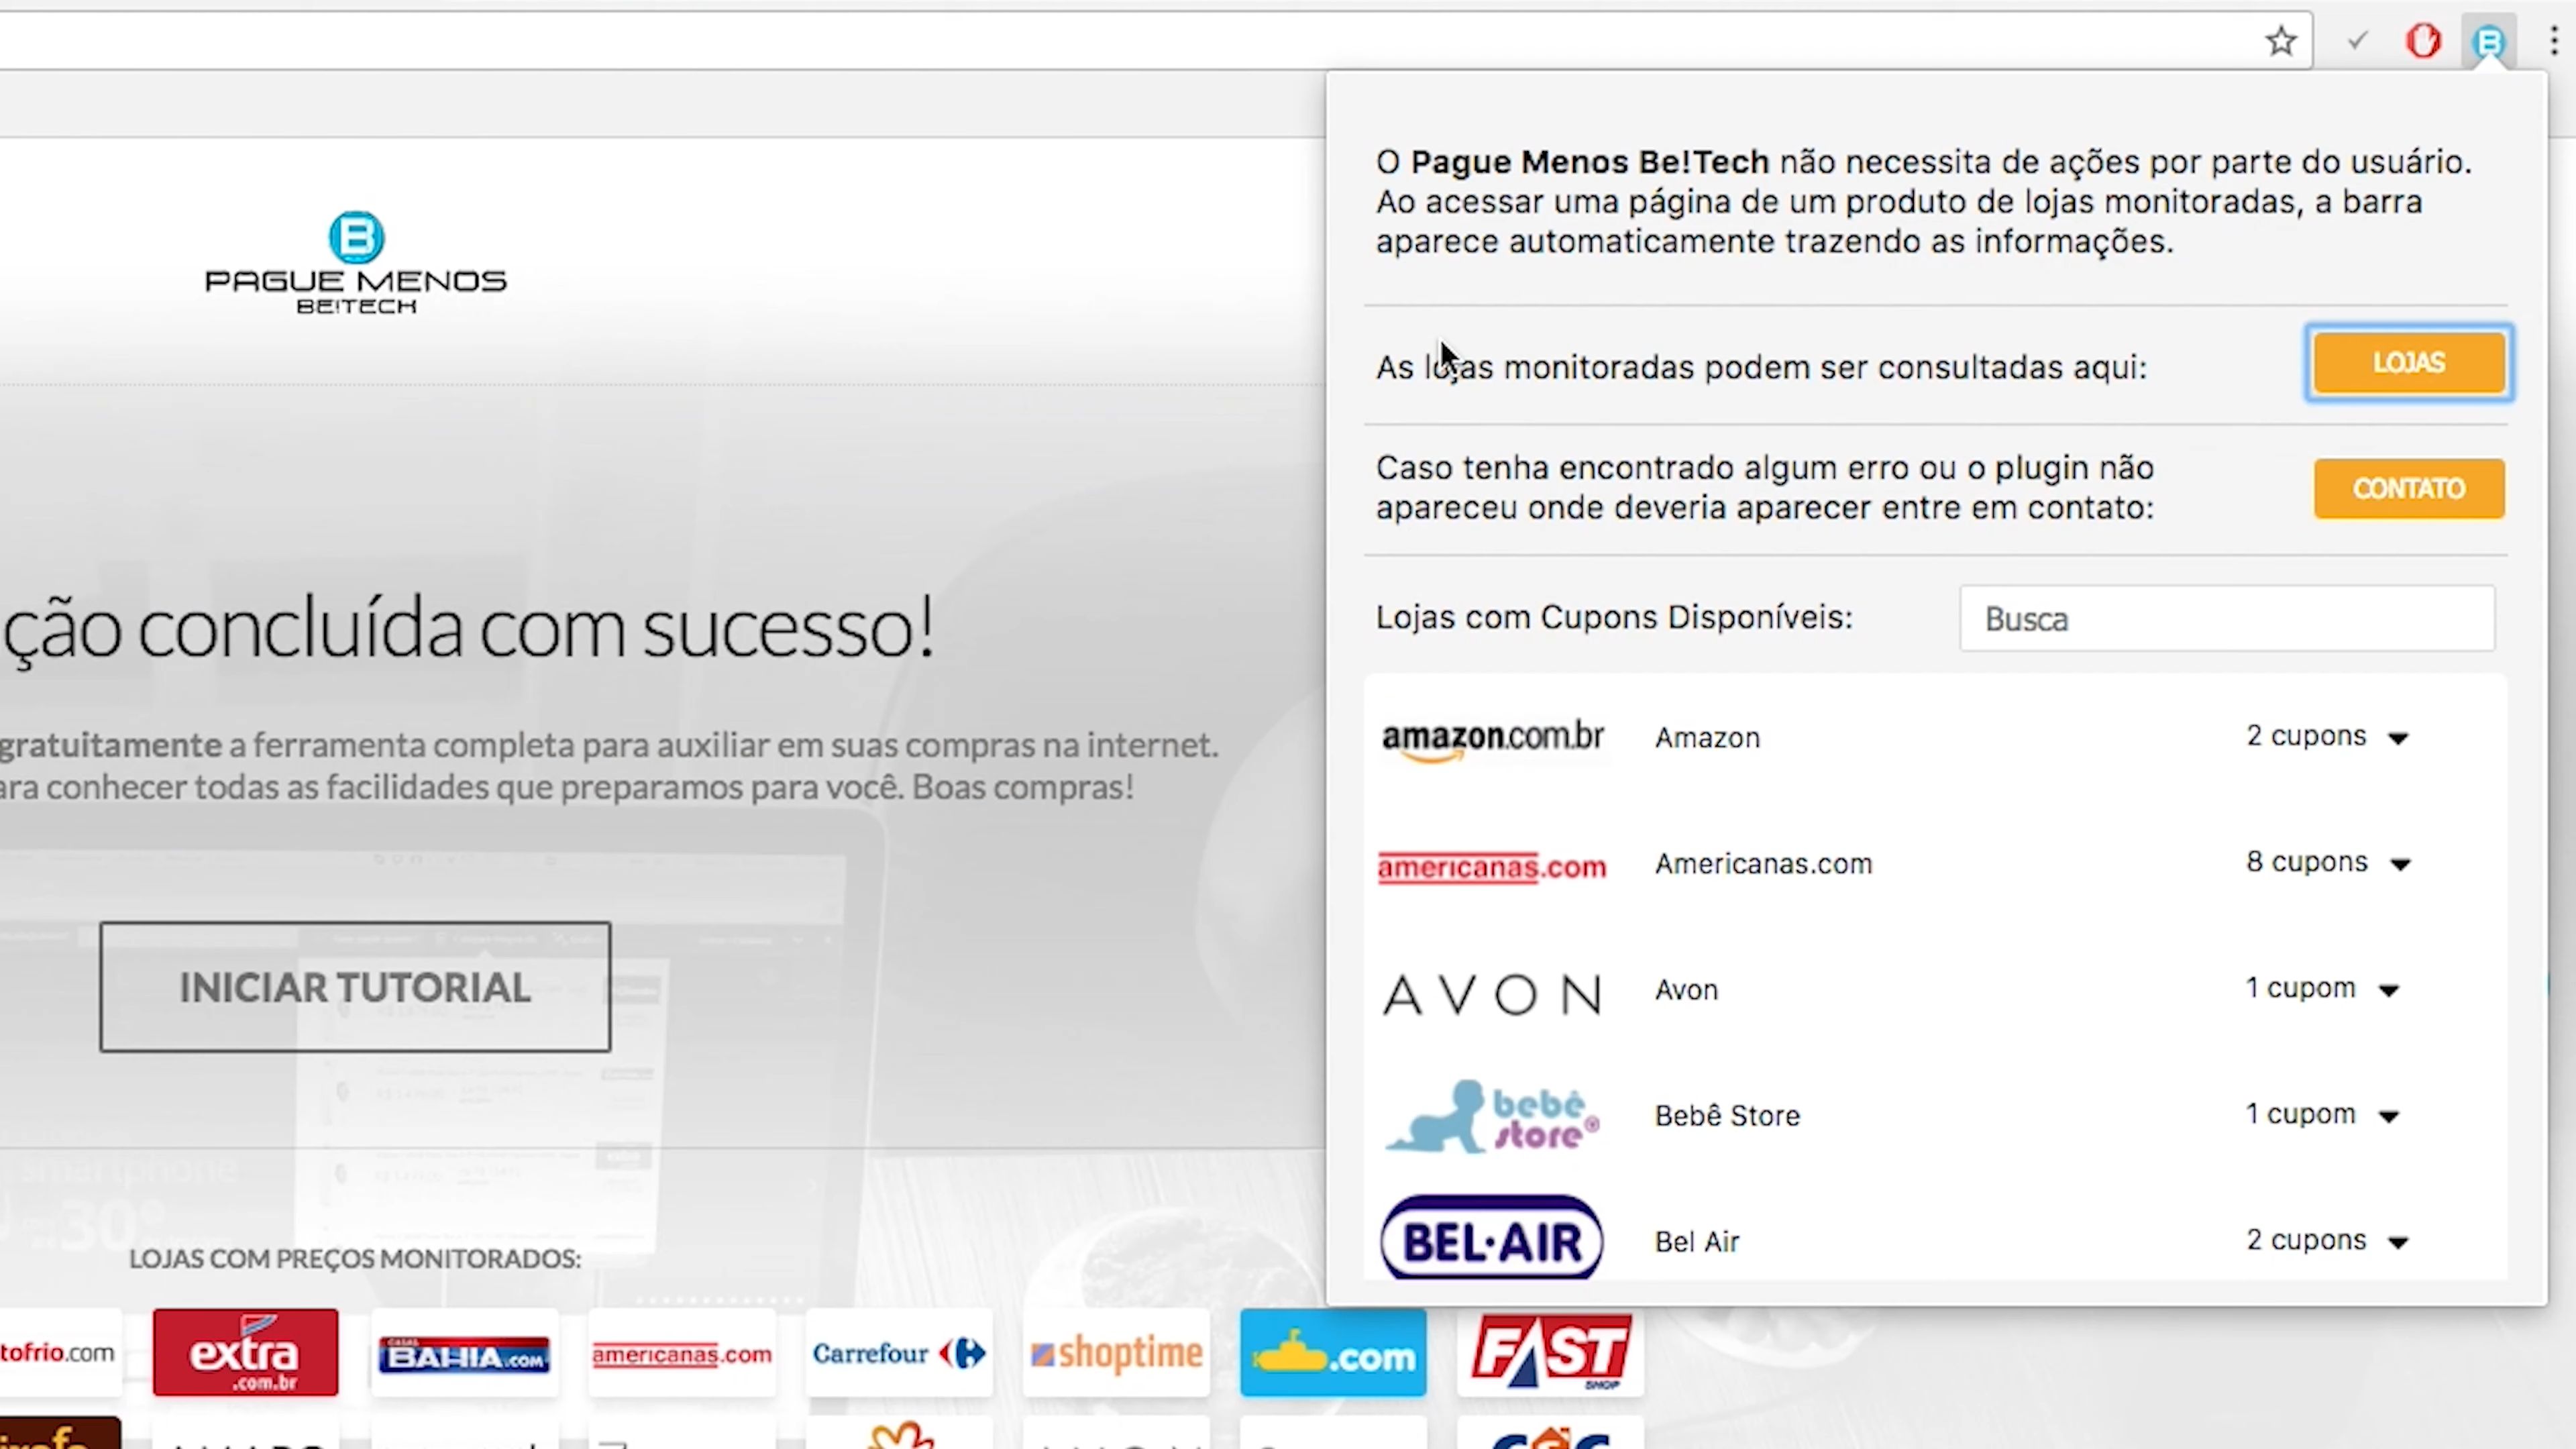 PAGUE MENOS
BE!TECH
ção concluída com sucesso!
gratuitamente a ferramenta completa para auxiliar em suas compras na internet.
ara conhecer todas as facilidades que preparamos para você. Boas compras!
INICIAR TUTORIAL
smartphone
30%
LOJAS COM PREÇOS MONITORADOS:
tofrio.com
extra
.com.br
CASAS
BAHIA.COM
americanas.com
Carrefour
shoptime
.com
FAST
SHOP
O Pague Menos Be!Tech não necessita de ações por parte do usuário.
Ao acessar uma página de um produto de lojas monitoradas, a barra
aparece automaticamente trazendo as informações.
As lojas monitoradas podem ser consultadas aqui:
LOJAS
Caso tenha encontrado algum erro ou o plugin não
apareceu onde deveria aparecer entre em contato:
CONTATO
Lojas com Cupons Disponíveis:
Busca
amazon.com.br Amazon 2 cupons
americanas.com Americanas.com 8 cupons
AVON Avon 1 cupom
bebê store® Bebê Store 1 cupom
BEL·AIR Bel Air 2 cupons